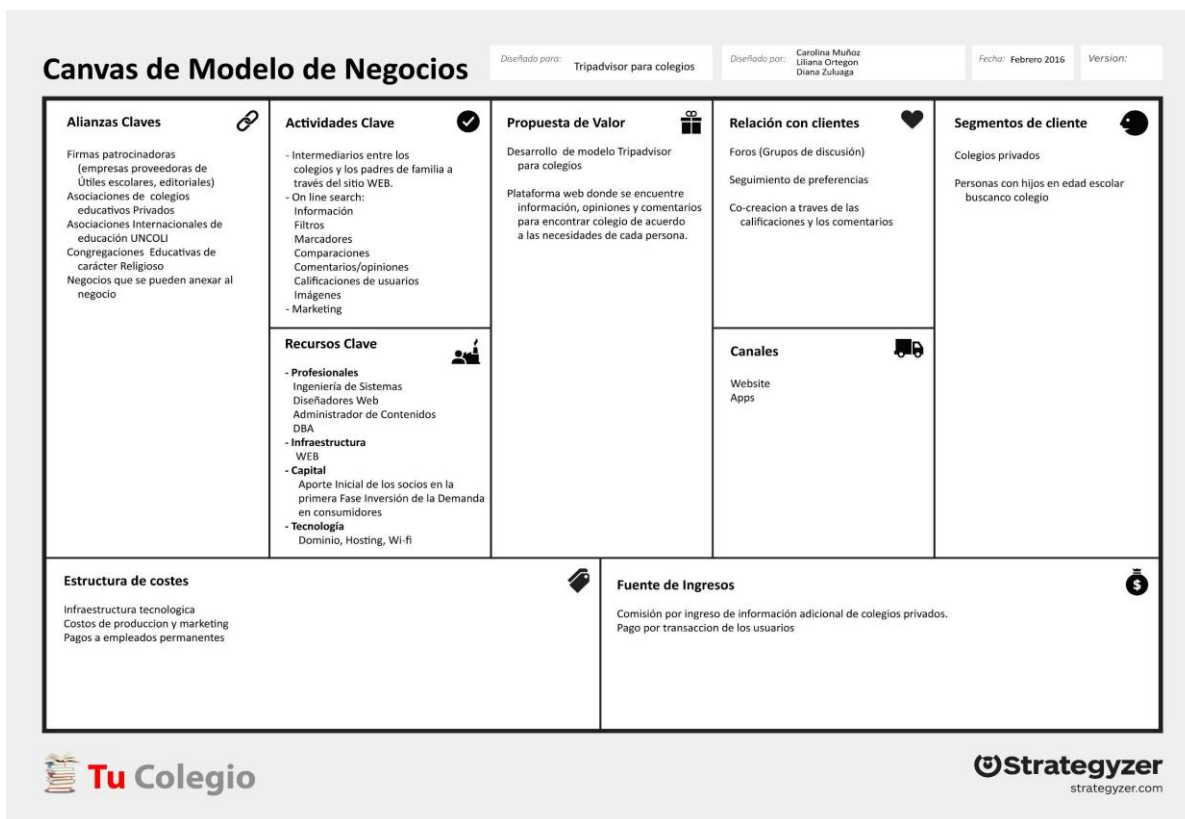 Canvas de Modelo de Negocios
Diseñado para:
Tripadvisor para colegios
Diseñado por:
Carolina Muñoz
Liliana Ortegon
Diana Zuluaga
Fecha: Febrero 2016
Version:
Alianzas Claves
Firmas patrocinadoras
(empresas proveedoras de
Útiles escolares, editoriales)
Asociaciones de colegios
educativos Privados
Asociaciones Internacionales de
educación UNCOLI
Congregaciones Educativas de
carácter Religioso
Negocios que se pueden anexar al
negocio
Actividades Clave
- Intermediarios entre los
colegios y los padres de familia a
través del sitio WEB.
- On line search:
Información
Filtros
Marcadores
Comparaciones
Comentarios/opiniones
Calificaciones de usuarios
Imágenes
- Marketing
Recursos Clave
- Profesionales
Ingeniería de Sistemas
Diseñadores Web
Administrador de Contenidos
DBA
- Infraestructura
WEB
- Capital
Aporte Inicial de los socios en la
primera Fase Inversión de la Demanda
en consumidores
- Tecnología
Dominio, Hosting, Wi-fi
Propuesta de Valor
Desarrollo de modelo Tripadvisor
para colegios
Plataforma web donde se encuentre
información, opiniones y comentarios
para encontrar colegio de acuerdo
a las necesidades de cada persona.
Relación con clientes
Foros (Grupos de discusión)
Seguimiento de preferencias
Co-creacion a traves de las
calificaciones y los comentarios
Canales
Website
Apps
Segmentos de cliente
Colegios privados
Personas con hijos en edad escolar
buscanco colegio
Estructura de costes
Infraestructura tecnologica
Costos de produccion y marketing
Pagos a empleados permanentes
Fuente de Ingresos
$
Comisión por ingreso de información adicional de colegios privados.
Pago por transaccion de los usuarios
Tu Colegio
Strategyzer
strategyzer.com